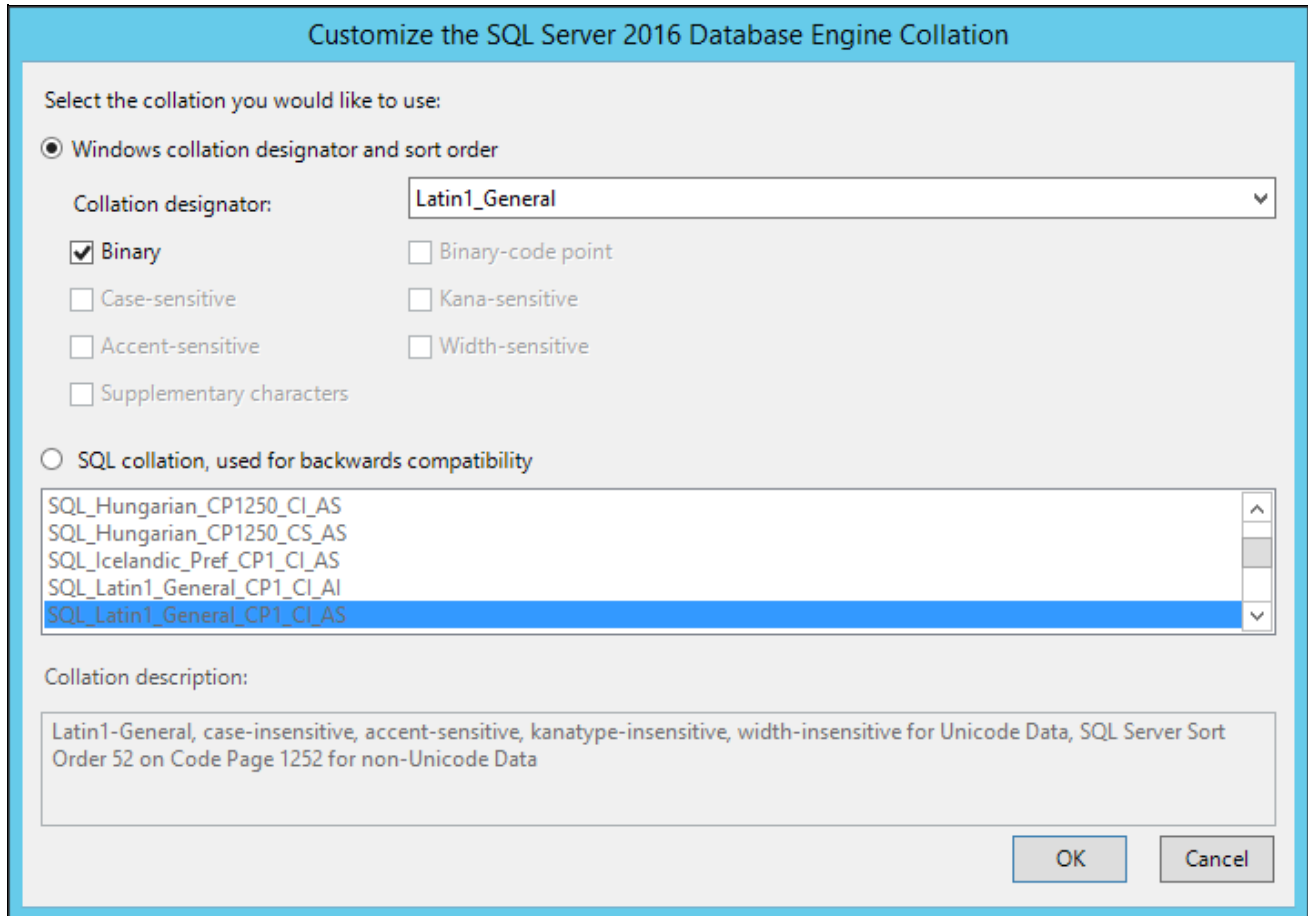 Customize the SQL Server 2016 Database Engine Collation
Select the collation you would like to use:
Windows collation designator and sort order
Collation designator:
Latin1_General
Binary
Binary-code point
Case-sensitive
Kana-sensitive
Accent-sensitive
Width-sensitive
Supplementary characters
SQL collation, used for backwards compatibility
SQL_Hungarian_CP1250_CI_AS
SQL_Hungarian_CP1250_CS_AS
SQL_Icelandic_Pref_CP1_CI_AS
SQL_Latin1_General_CP1_CI_AI
SQL_Latin1_General_CP1_CI_AS
Collation description:
Latin1-General, case-insensitive, accent-sensitive, kanatype-insensitive, width-insensitive for Unicode Data, SQL Server Sort
Order 52 on Code Page 1252 for non-Unicode Data
OK
Cancel